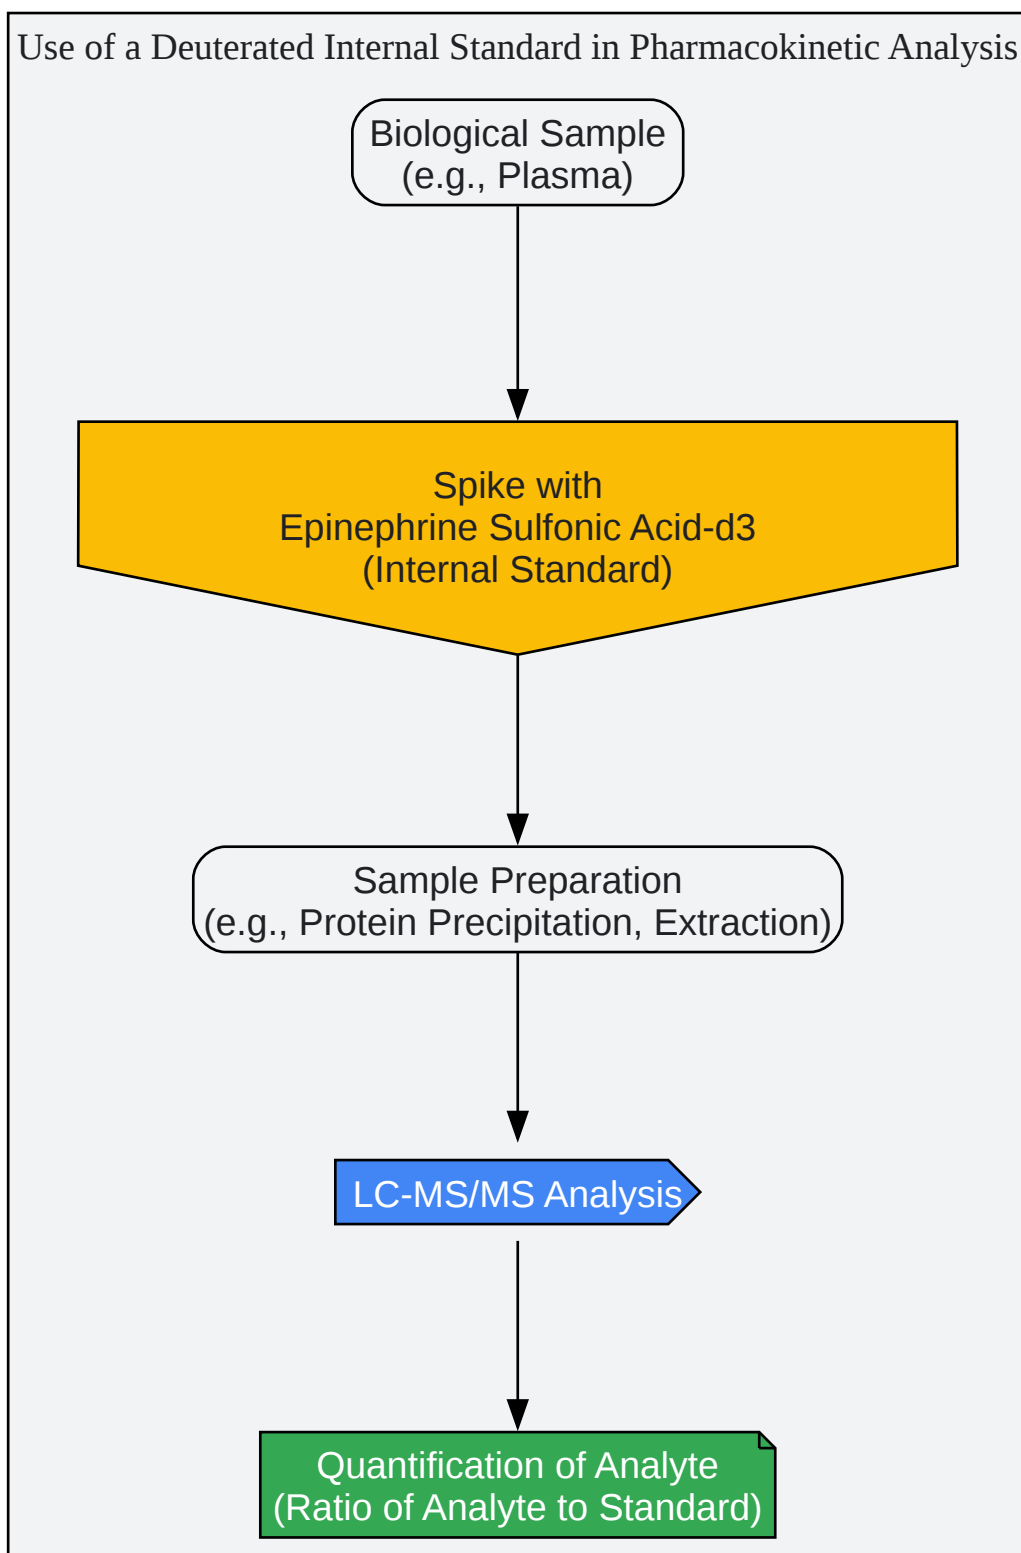 Use of a Deuterated Internal Standard in Pharmacokinetic Analysis
Biological Sample
(e.g., Plasma)
Spike with
Epinephrine Sulfonic Acid-d3
(Internal Standard)
Sample Preparation
(e.g., Protein Precipitation, Extraction)
LC-MS/MS Analysis
Quantification of Analyte
(Ratio of Analyte to Standard)